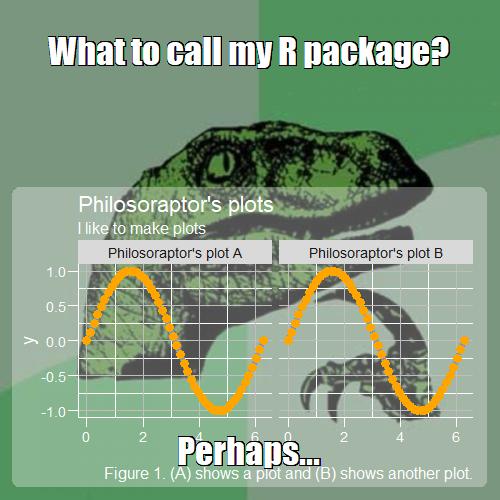 What to call my R package?
Philosoraptor's plots
I like to make plots
Philosoraptor's plot A
Philosoraptor's plot B
1.0
0.5
0.0
-0.5
-1.0
y
0 2 4 6 0 2 4 6
Perhaps...
Figure 1. (A) shows a plot and (B) shows another plot.